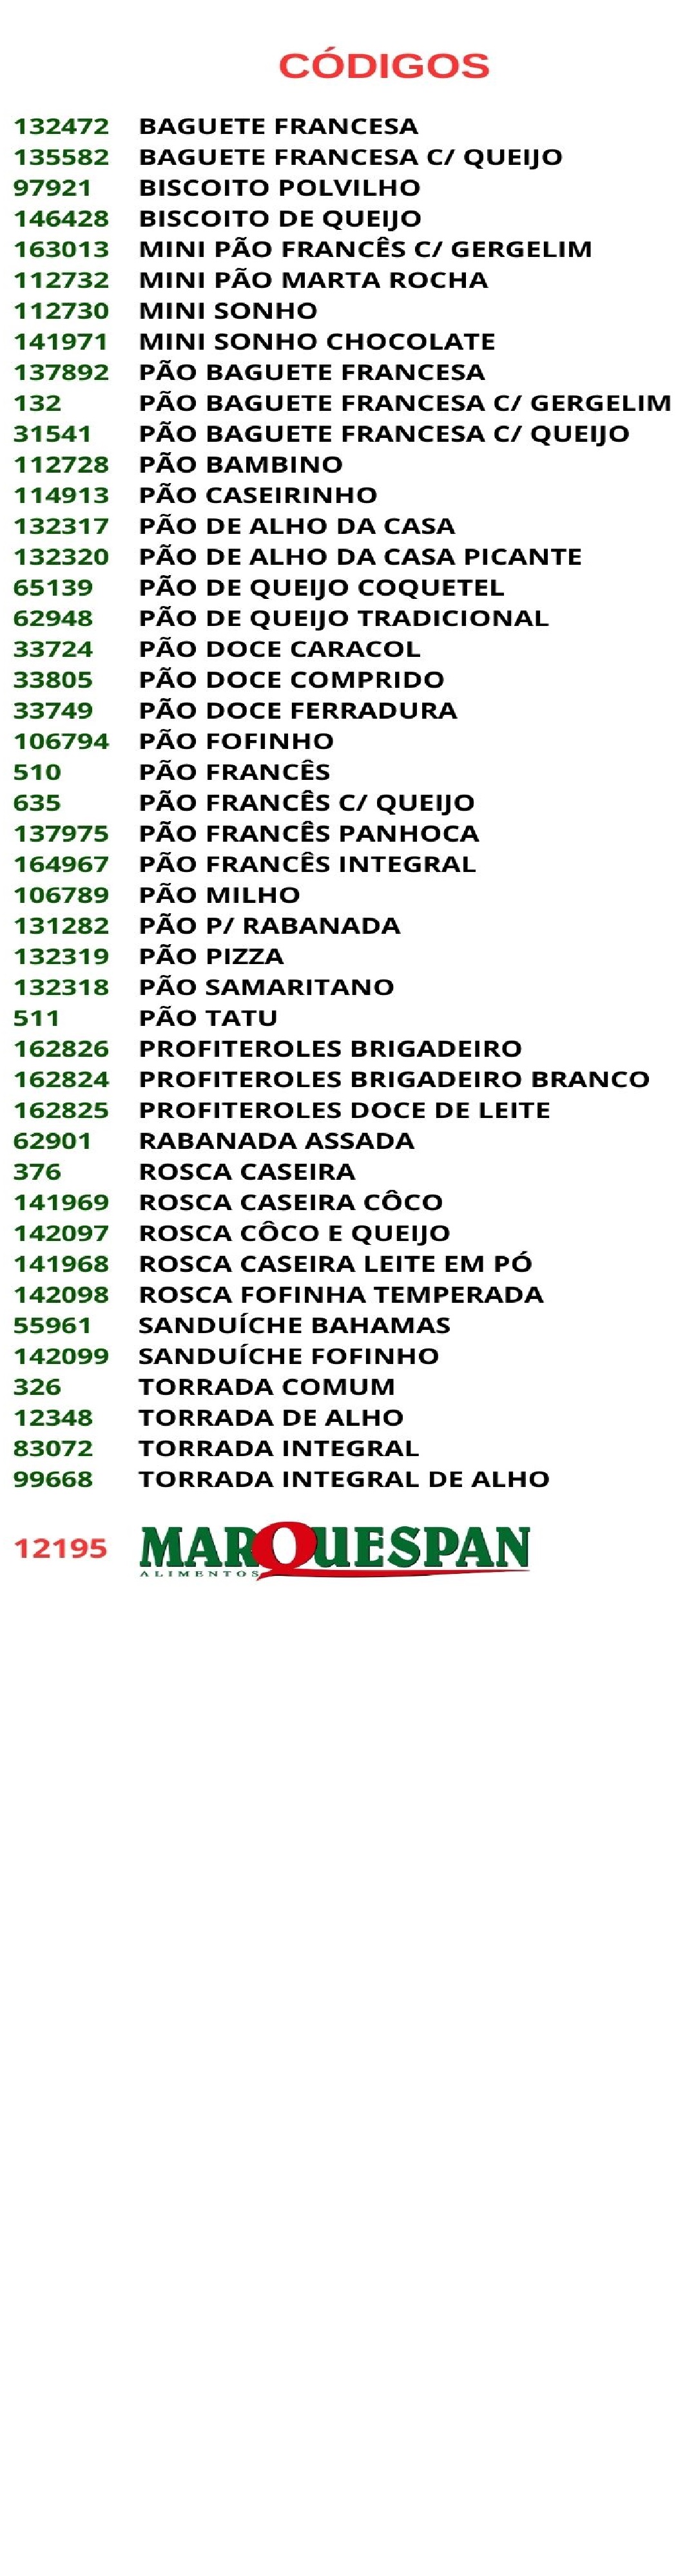 CÓDIGOS
132472 BAGUETE FRANCESA
135582 BAGUETE FRANCESA C/ QUEIJO
97921 BISCOITO POLVILHO
146428 BISCOITO DE QUEIJO
163013 MINI PÃO FRANCÊS C/ GERGELIM
112732 MINI PÃO MARTA ROCHA
112730 MINI SONHO
141971 MINI SONHO CHOCOLATE
137892 PÃO BAGUETE FRANCESA
132 PÃO BAGUETE FRANCESA C/ GERGELIM
31541 PÃO BAGUETE FRANCESA C/ QUEIJO
112728 PÃO BAMBINO
114913 PÃO CASEIRINHO
132317 PÃO DE ALHO DA CASA
132320 PÃO DE ALHO DA CASA PICANTE
65139 PÃO DE QUEIJO COQUETEL
62948 PÃO DE QUEIJO TRADICIONAL
33724 PÃO DOCE CARACOL
33805 PÃO DOCE COMPRIDO
33749 PÃO DOCE FERRADURA
106794 PÃO FOFINHO
510 PÃO FRANCÊS
635 PÃO FRANCÊS C/ QUEIJO
137975 PÃO FRANCÊS PANHOCA
164967 PÃO FRANCÊS INTEGRAL
106789 PÃO MILHO
131282 PÃO P/ RABANADA
132319 PÃO PIZZA
132318 PÃO SAMARITANO
511 PÃO TATU
162826 PROFITEROLES BRIGADEIRO
162824 PROFITEROLES BRIGADEIRO BRANCO
162825 PROFITEROLES DOCE DE LEITE
62901 RABANADA ASSADA
376 ROSCA CASEIRA
141969 ROSCA CASEIRA CÔCO
142097 ROSCA CÔCO E QUEIJO
141968 ROSCA CASEIRA LEITE EM PÓ
142098 ROSCA FOFINHA TEMPERADA
55961 SANDUÍCHE BAHAMAS
142099 SANDUÍCHE FOFINHO
326 TORRADA COMUM
12348 TORRADA DE ALHO
83072 TORRADA INTEGRAL
99668 TORRADA INTEGRAL DE ALHO
12195 MARQUESPAN
ALIMENTOS